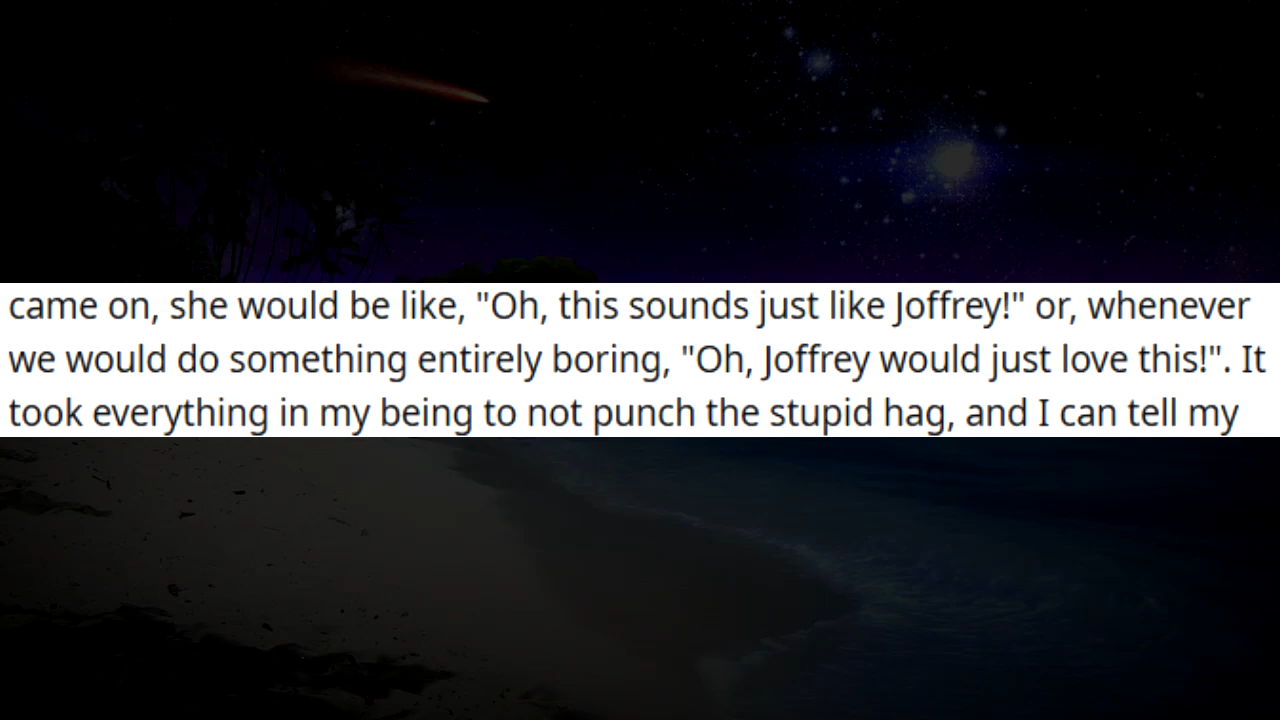 came on, she would be like, "Oh, this sounds just like Joffrey!" or, whenever
we would do something entirely boring, "Oh, Joffrey would just love this!". It
took everything in my being to not punch the stupid hag, and I can tell my